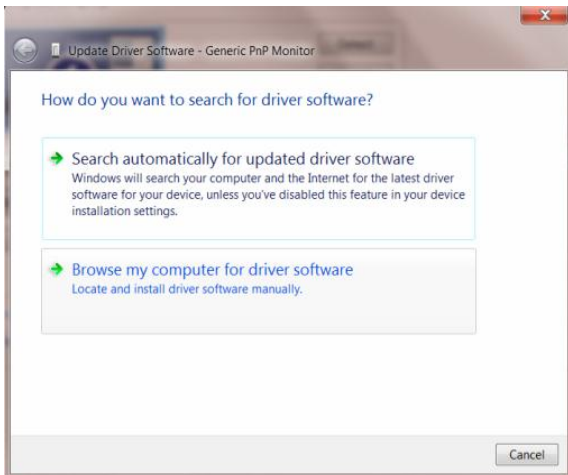 Update Driver Software - Generic PnP Monitor
How do you want to search for driver software?
Search automatically for updated driver software
Windows will search your computer and the Internet for the latest driver
software for your device, unless you've disabled this feature in your device
installation settings.
Browse my computer for driver software
Locate and install driver software manually.
Cancel